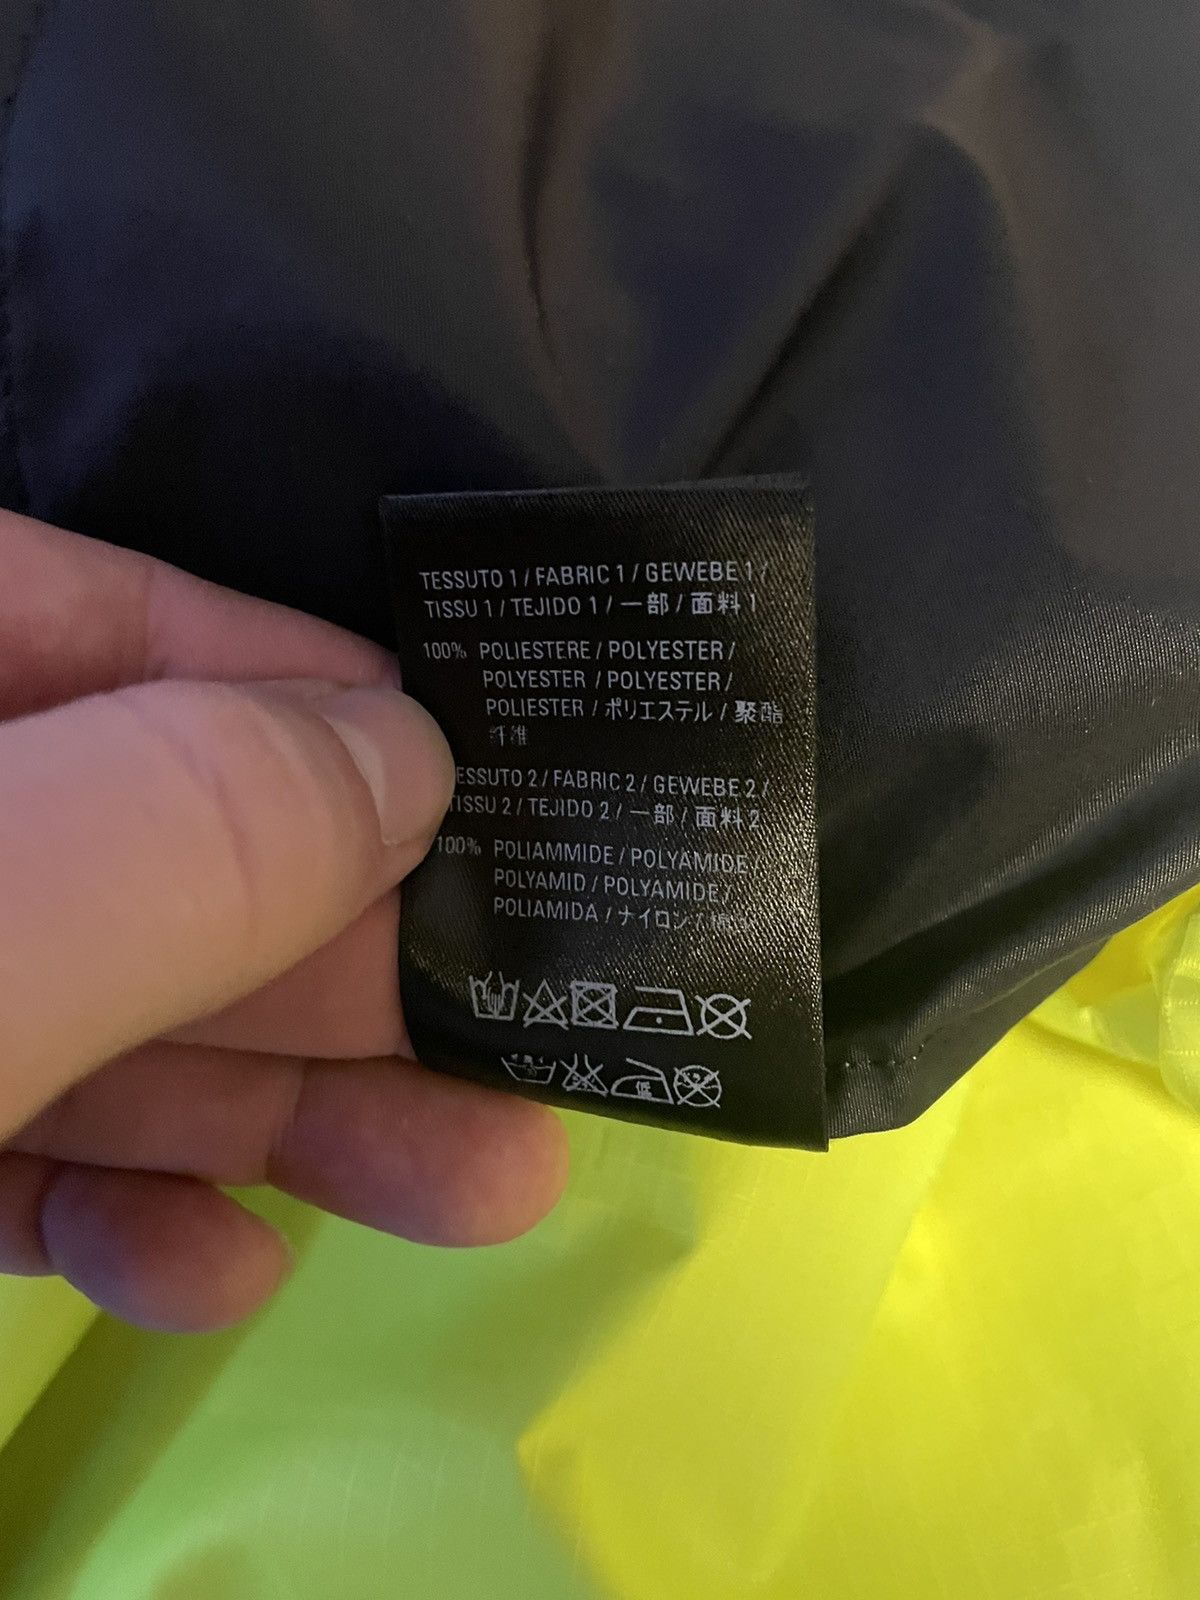 TESSUTO 1 / FABRIC 1 / GEWEBE 1 /
TISSU 1 / TEJIDO 1 / 一部 / 面料 1
100% POLIESTERE / POLYESTER /
POLYESTER / POLYESTER /
POLIESTER / ポリエステル / 聚酯
纤维
ESSUTO 2 / FABRIC 2 / GEWEBE 2 /
TISSU 2 / TEJIDO 2 / 一部 / 面料 2
100% POLIAMMIDE / POLYAMIDE /
POLYAMID / POLYAMIDE /
POLIAMIDA / ナイロン /
低